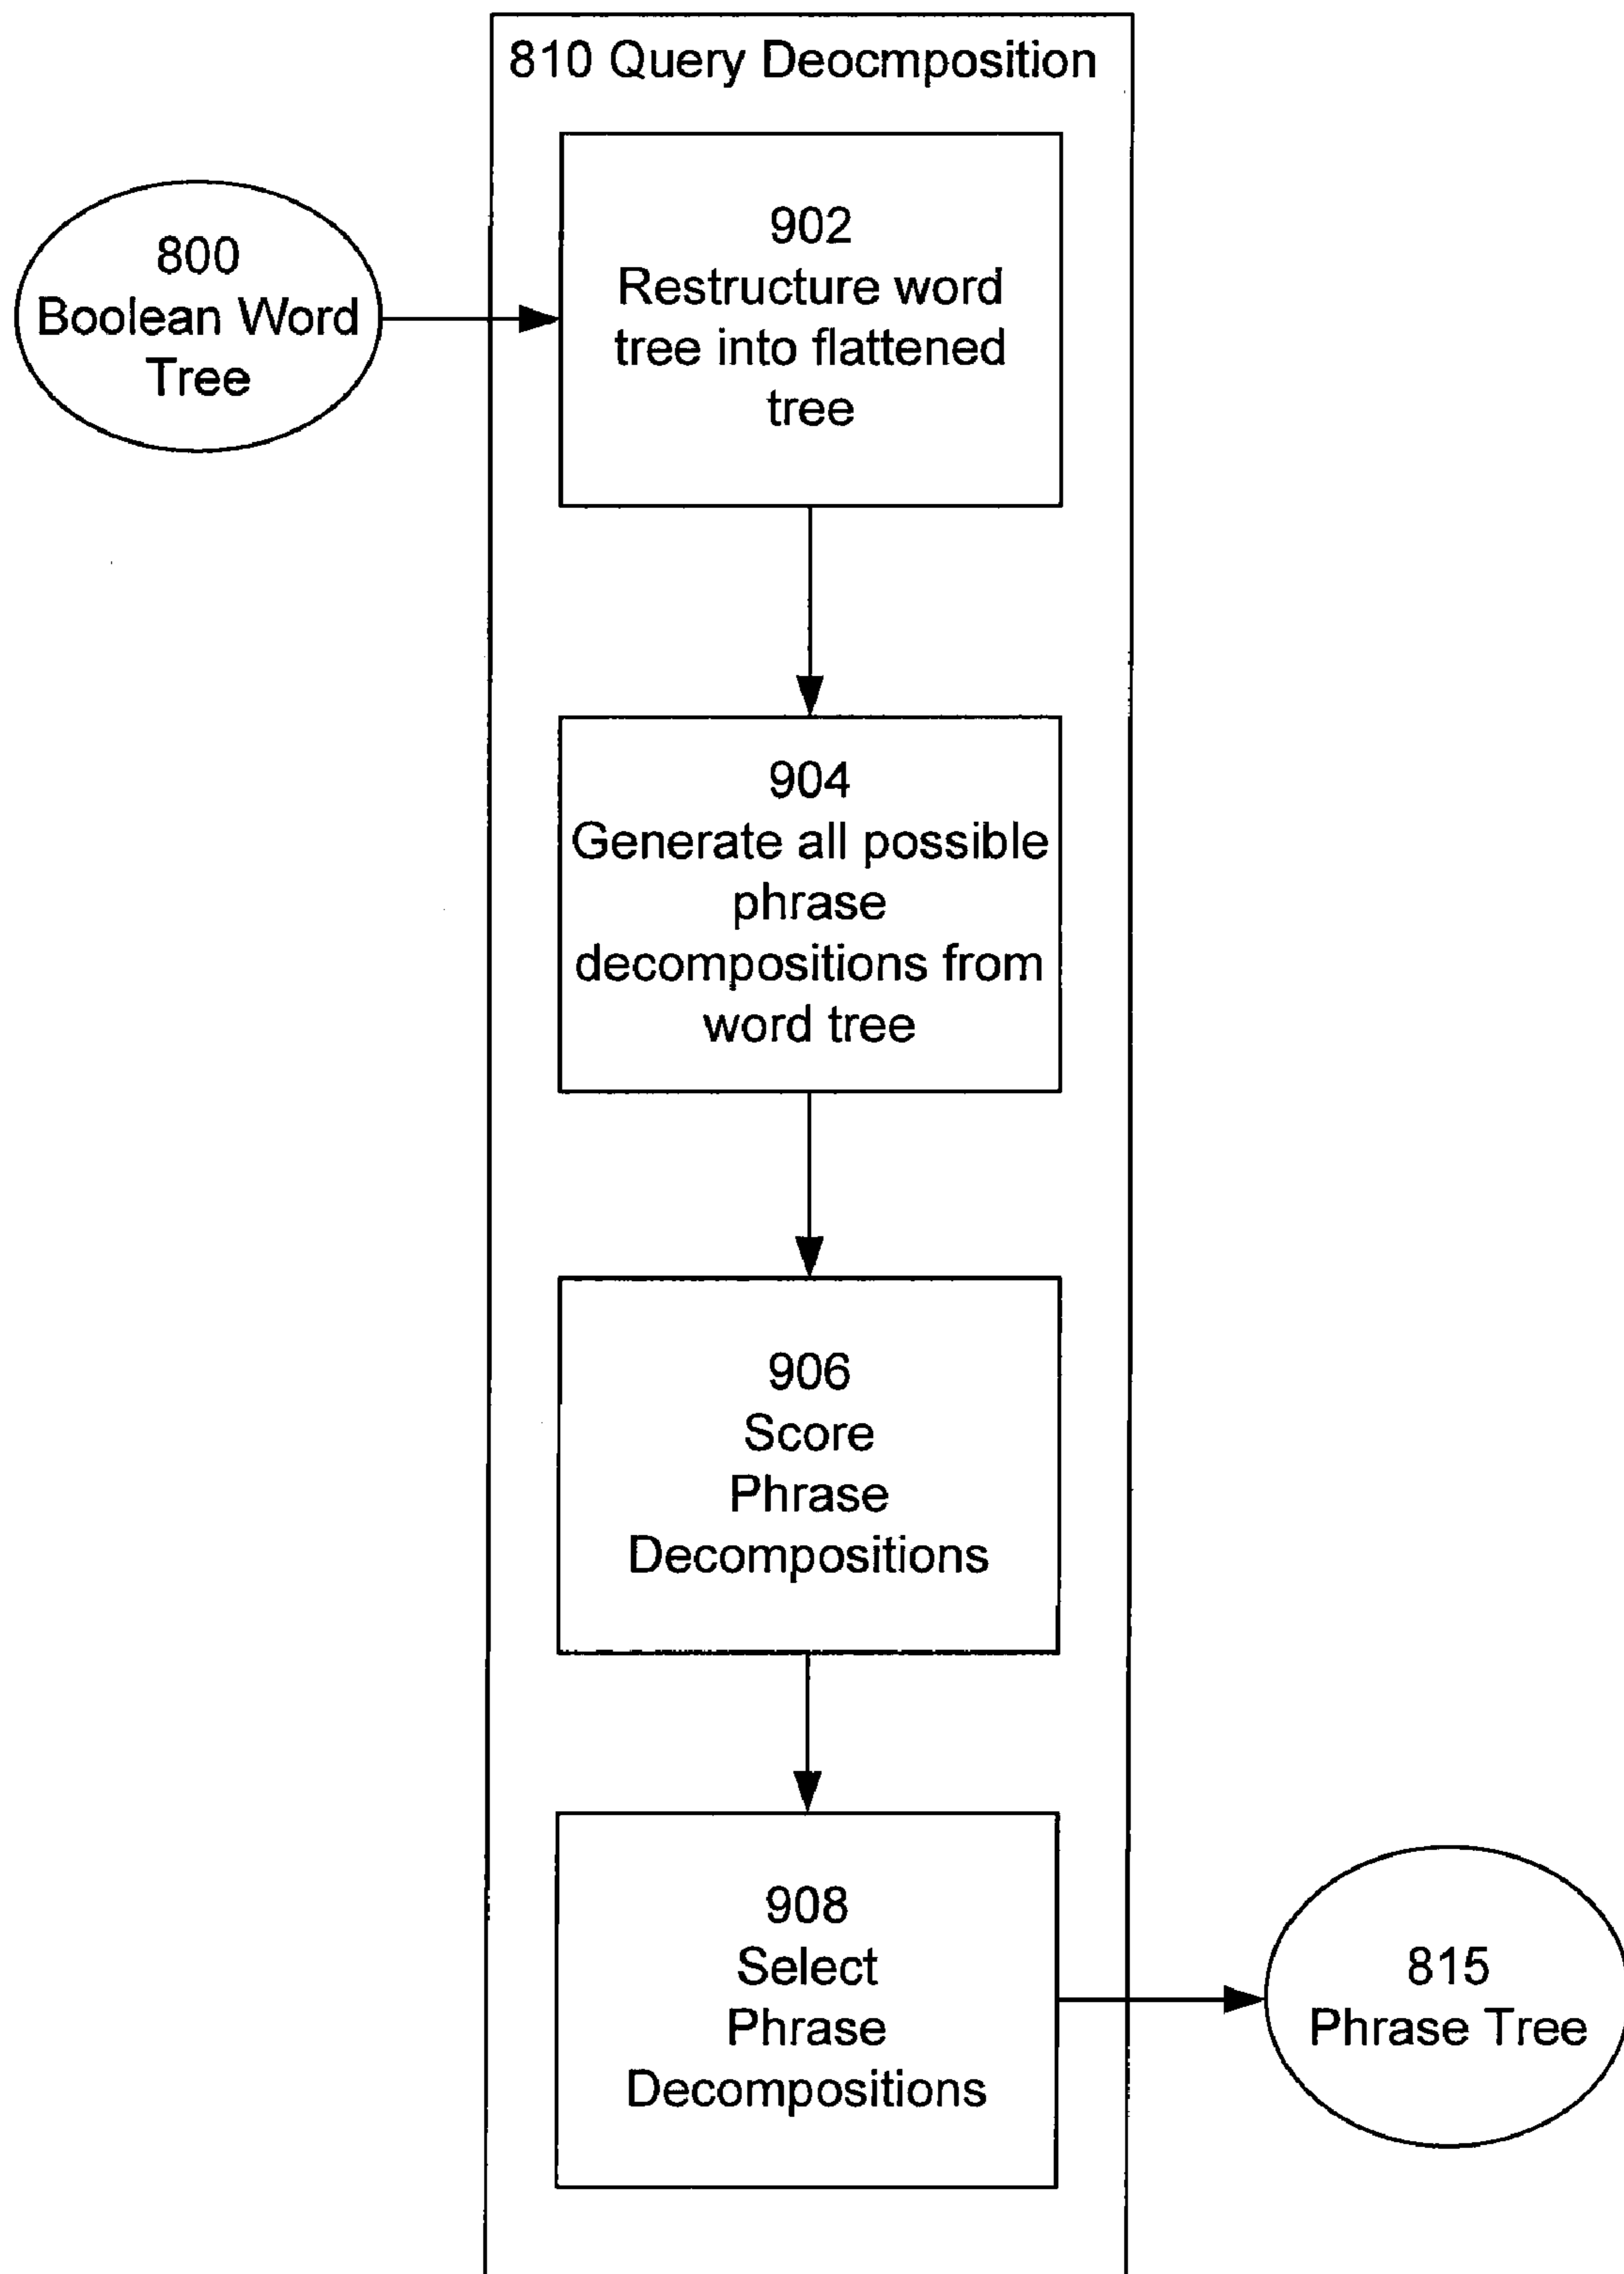 810 Query Deocmposition
800
Boolean Word
Tree
902
Restructure word
tree into flattened
tree
904
Generate all possible
phrase
decompositions from
word tree
906
Score
Phrase
Decompositions
908
Select
Phrase
Decompositions
815
Phrase Tree